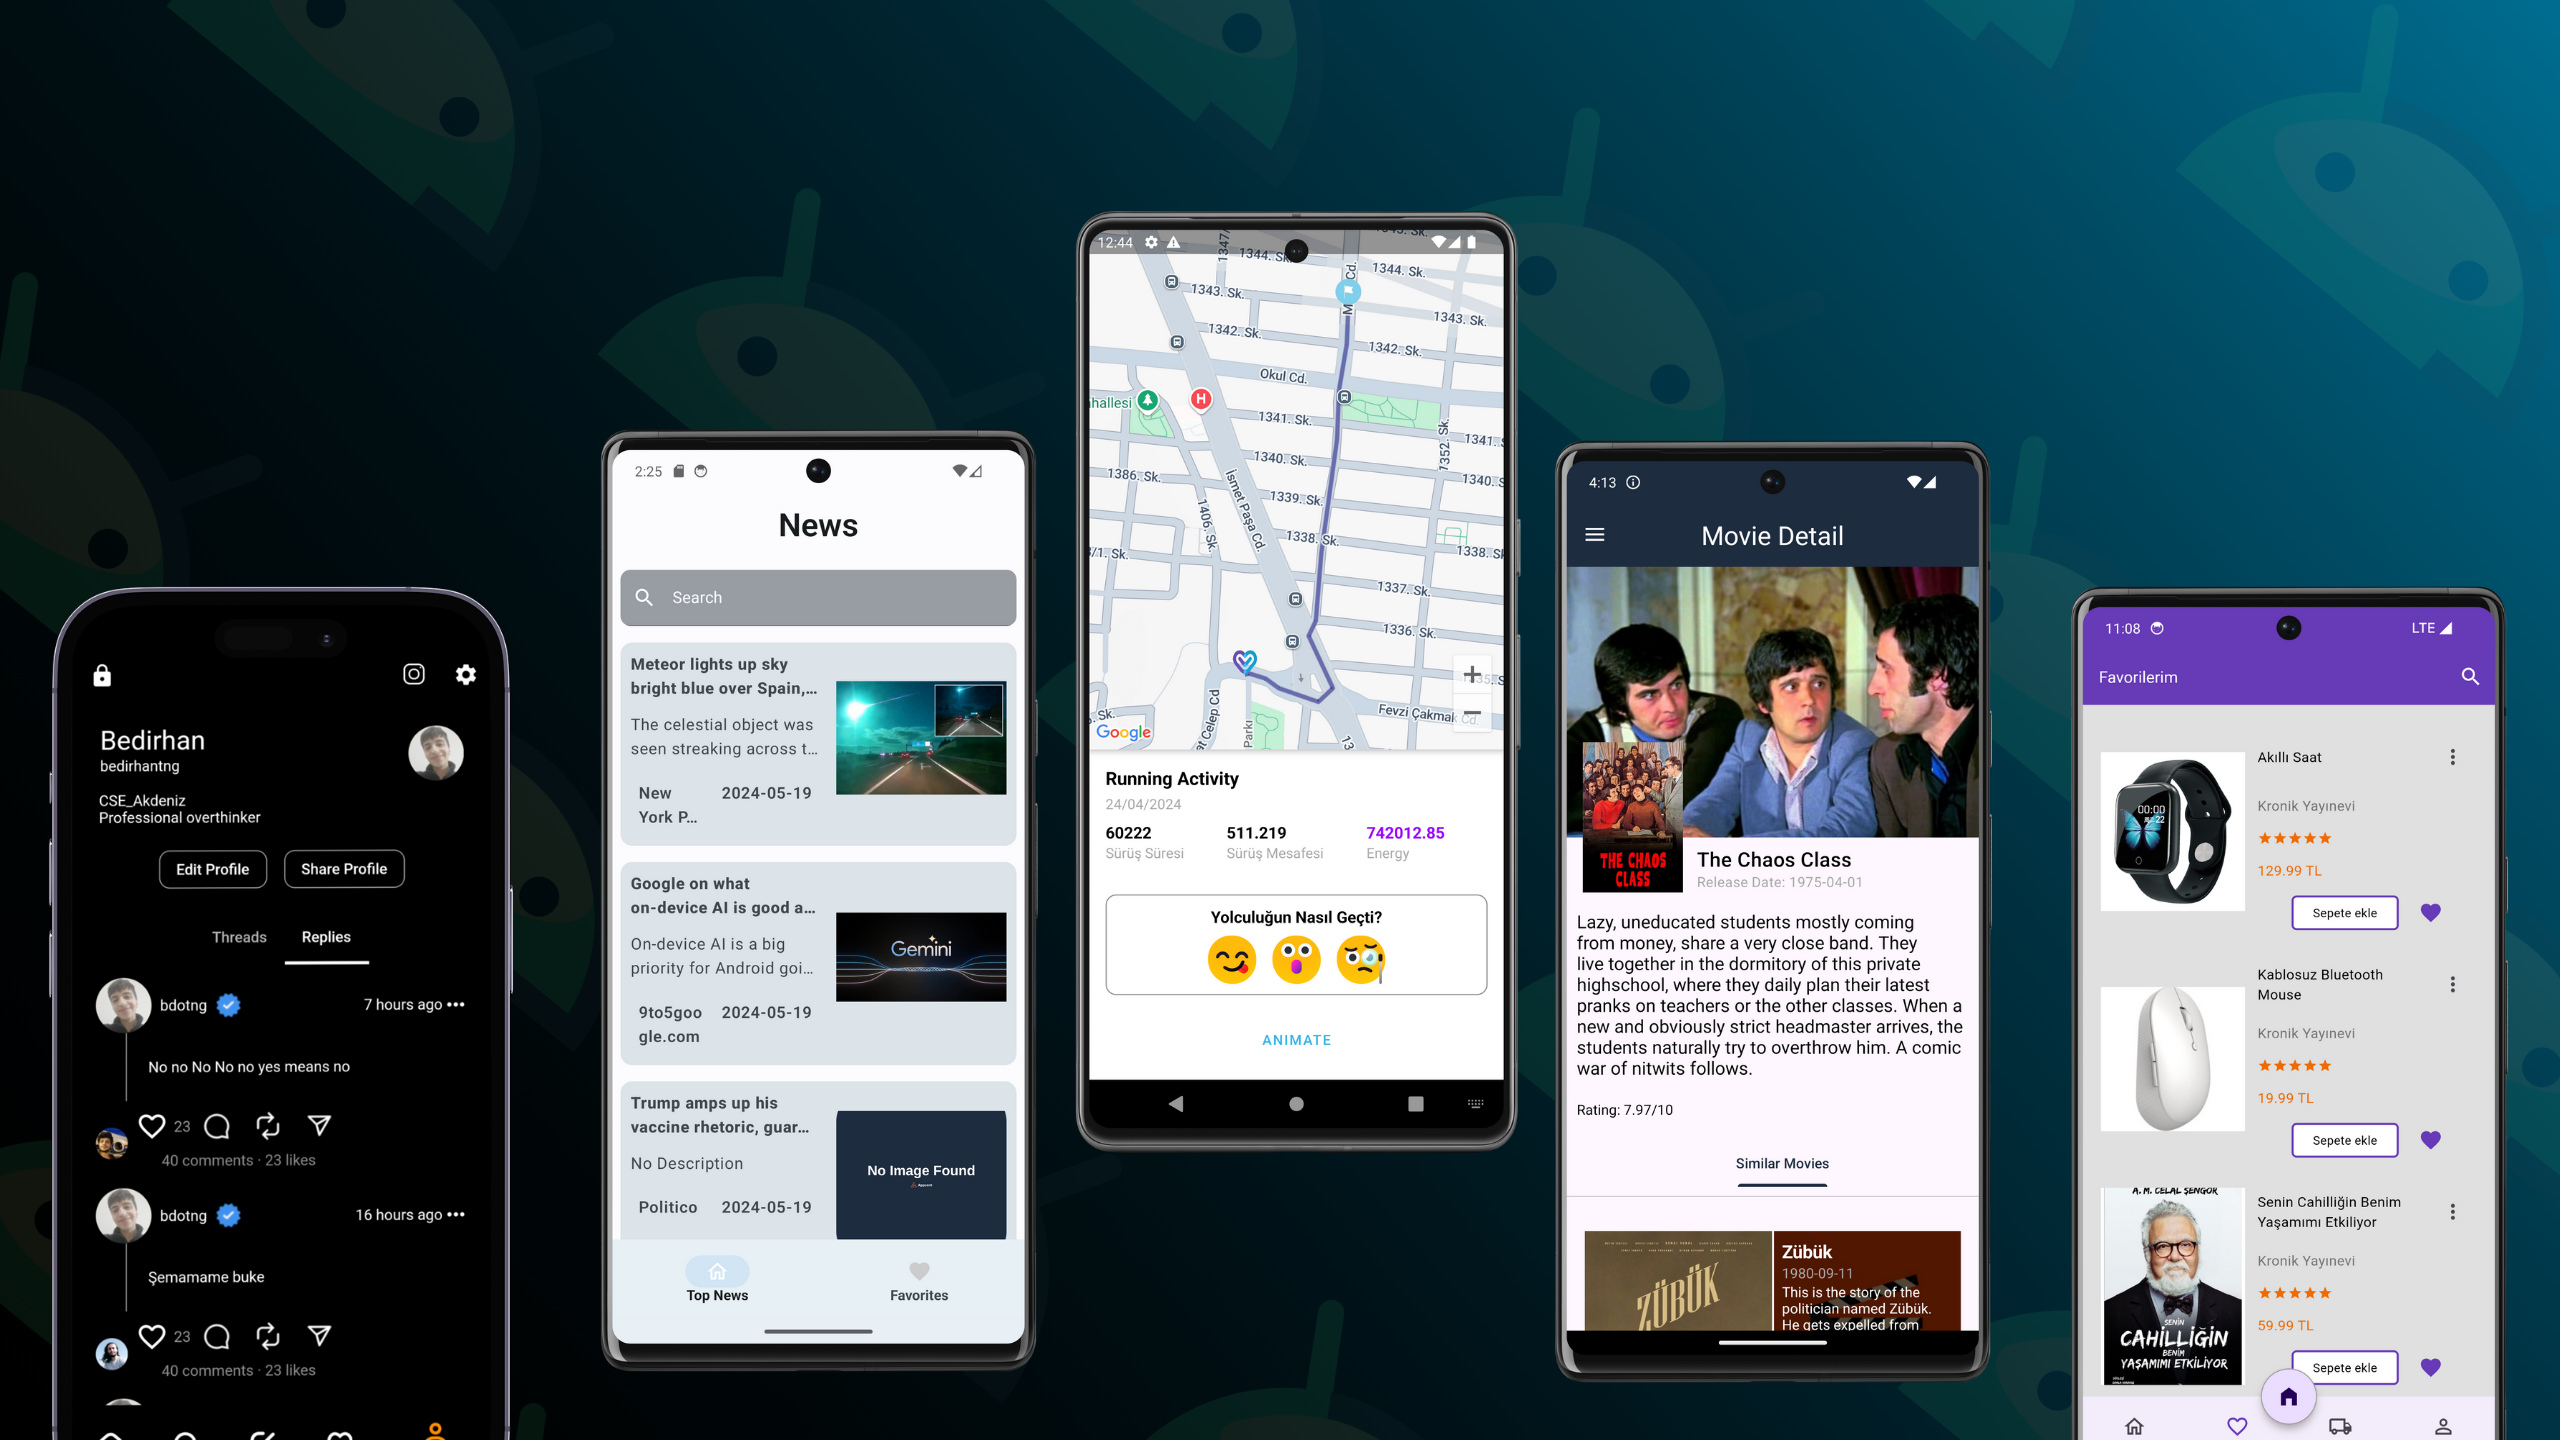 Bedirhan
bedirhantng
CSE_Akdeniz
Professional overthinker
Edit Profile
Share Profile
Threads
Replies
bdotng
7 hours ago
No no No No no yes means no
23
40 comments · 23 likes
bdotng
16 hours ago
Şemamame buke
23
40 comments · 23 likes
2:25
News
Search
Meteor lights up sky
bright blue over Spain,...
The celestial object was
seen streaking across t...
New
York P...
2024-05-19
Google on what
on-device AI is good a...
On-device AI is a big
priority for Android goi...
9to5goo
gle.com
2024-05-19
Gemini
Trump amps up his
vaccine rhetoric, guar...
No Description
Politico
2024-05-19
No Image Found
Top News
Favorites
12:44
1347/
1344. Sk.
1344. Sk.
1343. Sk.
1343. Sk.
1342. Sk.
1342. Sk.
Cd.
M
Okul Cd.
hallesi
H
1341. Sk.
1341. S
7352. Sk.
1340. Sk.
1340. S
1386. Sk.
1339. Sk.
İsmet Paşa Cd.
1406. Sk.
1338. Sk.
1338. Sk
/1. Sk.
1337. Sk.
1336. Sk.
Fevzi Çakmak Cd.
at Celep Cd
Parkı
13
. Sk.
Google
Running Activity
24/04/2024
60222
Sürüş Süresi
511.219
Sürüş Mesafesi
742012.85
Energy
Yolculuğun Nasıl Geçti?
ANIMATE
4:13
Movie Detail
THE CHAOS
CLASS
The Chaos Class
Release Date: 1975-04-01
Lazy, uneducated students mostly coming
from money, share a very close band. They
live together in the dormitory of this private
highschool, where they daily plan their latest
pranks on teachers or the other classes. When a
new and obviously strict headmaster arrives, the
students naturally try to overthrow him. A comic
war of nitwits follows.
Rating: 7.97/10
Similar Movies
ZÜBÜK
Zübük
1980-09-11
This is the story of the
politician named Zübük.
He gets expelled from
11:08
LTE
Favorilerim
00:00
22
Akıllı Saat
Kronik Yayınevi
129.99 TL
Sepete ekle
Kablosuz Bluetooth
Mouse
Kronik Yayınevi
19.99 TL
Sepete ekle
A. M. CELAL ŞENGÖR
SENİN
CAHİLLİĞİN
BENİM
YAŞAMIMI ETKİLİYOR
Senin Cahilliğin Benim
Yaşamımı Etkiliyor
Kronik Yayınevi
59.99 TL
Sepete ekle